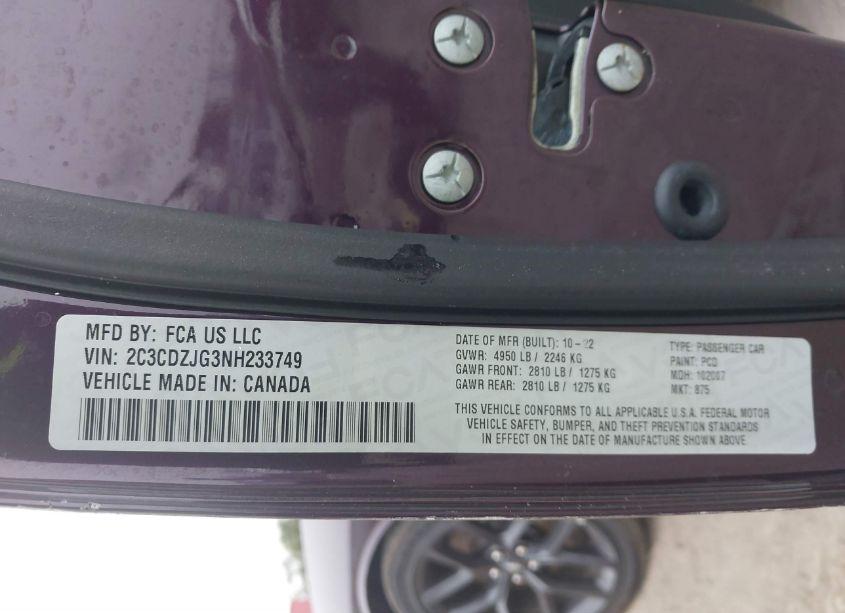 MFD BY: FCA US LLC
VIN: 2C3CDZJG3NH233749
VEHICLE MADE IN: CANADA
DATE OF MFR (BUILT): 10-22
GVWR: 4950 LB / 2246 KG
GAWR FRONT: 2810 LB / 1275 KG
GAWR REAR: 2810 LB / 1275 KG
TYPE: PASSENGER CAR
PAINT: PCD
MDH: 102007
MKT: 875
THIS VEHICLE CONFORMS TO ALL APPLICABLE U.S.A. FEDERAL MOTOR
VEHICLE SAFETY, BUMPER, AND THEFT PREVENTION STANDARDS
IN EFFECT ON THE DATE OF MANUFACTURE SHOWN ABOVE